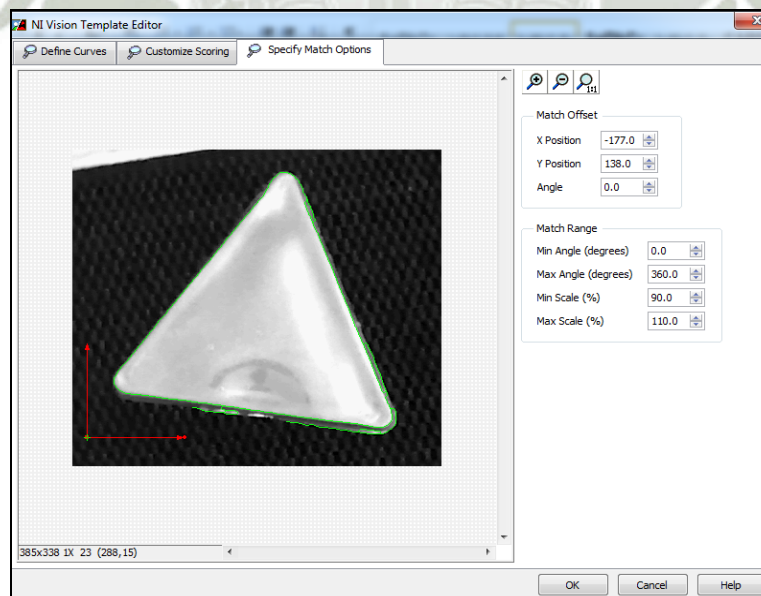 NI Vision Template Editor
Define Curves Customize Scoring Specify Match Options
1:1
Match Offset
X Position -177.0
Y Position 138.0
Angle 0.0
Match Range
Min Angle (degrees) 0.0
Max Angle (degrees) 360.0
Min Scale (%) 90.0
Max Scale (%) 110.0
385x338 1X 23 (288,15)
OK Cancel Help